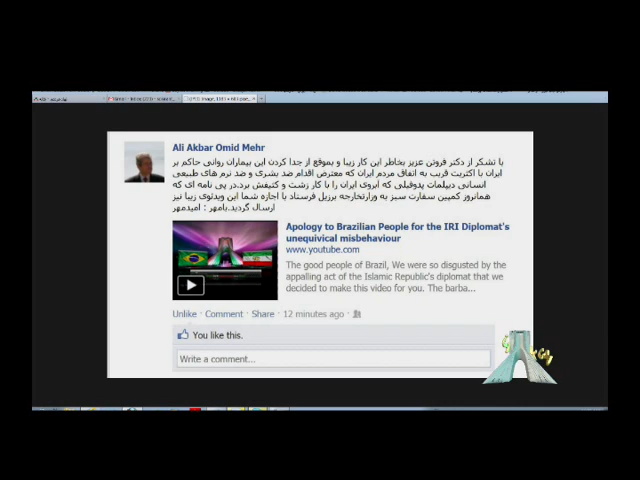 Ali Akbar Omid Mehr
با تشکر از دکتر فروتن عزیز بخاطر این کار زیبا و بموقع از جدا کردن این بیماران روانی حاکم بر
ایران با اکثریت قریب به اتفاق مردم ایران که معترض اقدام ضد بشری و ضد نرم های طبیعی
انسانی دیپلمات پدوفیلی که آبروی ایران را با کار زشت و کثیفش برد.در پی نامه ای که
همانروز کمپین سفارت سبز به وزارتخارجه برزیل فرستاد با اجازه شما این ویدئوی زیبا نیز
ارسال گردید.بامهر : امیدمهر
Apology to Brazilian People for the IRI Diplomat's
unequivical misbehaviour
www.youtube.com
The good people of Brazil, We were so disgusted by the
appalling act of the Islamic Republic's diplomat that we
decided to make this video for you. The barba...
Unlike · Comment · Share · 12 minutes ago ·
You like this.
Write a comment...